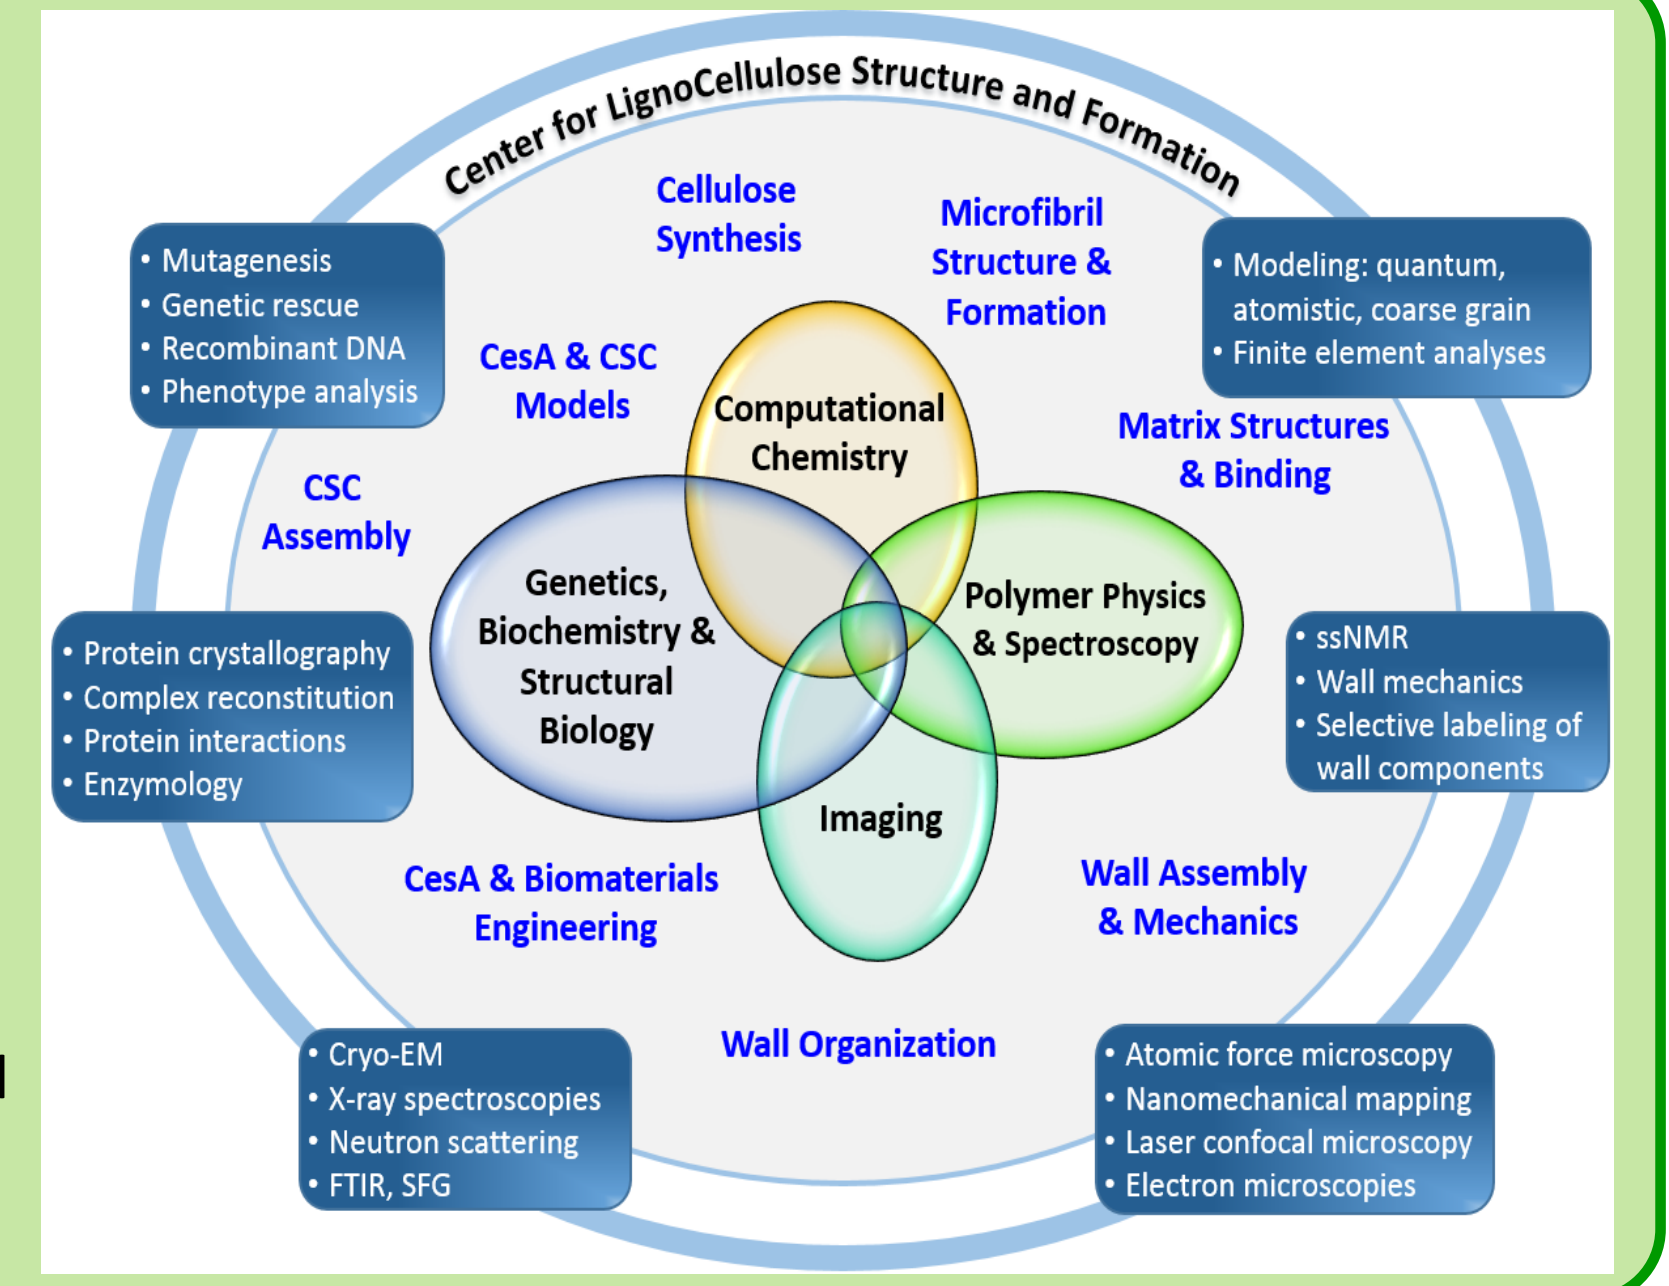 Center for LignoCellulose Structure and Formation
Cellulose
Synthesis
Microfibril
Structure &
Formation
• Mutagenesis
• Genetic rescue
• Recombinant DNA
• Phenotype analysis
• Modeling: quantum,
atomistic, coarse grain
• Finite element analyses
CesA & CSC
Models
Computational
Chemistry
Matrix Structures
& Binding
CSC
Assembly
Genetics,
Biochemistry &
Structural
Biology
Polymer Physics
& Spectroscopy
• Protein crystallography
• Complex reconstitution
• Protein interactions
• Enzymology
• ssNMR
• Wall mechanics
• Selective labeling of
wall components
Imaging
CesA & Biomaterials
Engineering
Wall Assembly
& Mechanics
Wall Organization
• Cryo-EM
• X-ray spectroscopies
• Neutron scattering
• FTIR, SFG
• Atomic force microscopy
• Nanomechanical mapping
• Laser confocal microscopy
• Electron microscopies